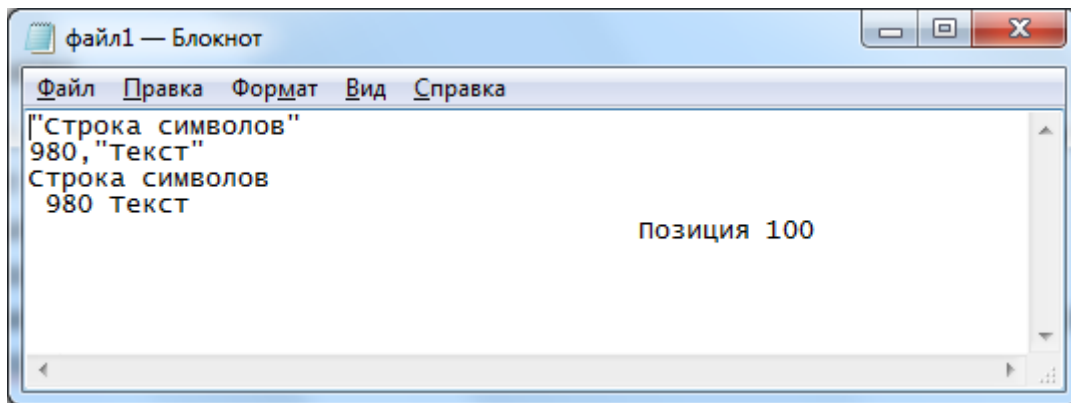 файл1 — Блокнот
Файл Правка Формат Вид Справка
"Строка символов"
980,"Текст"
Строка символов
 980 Текст
Позиция 100